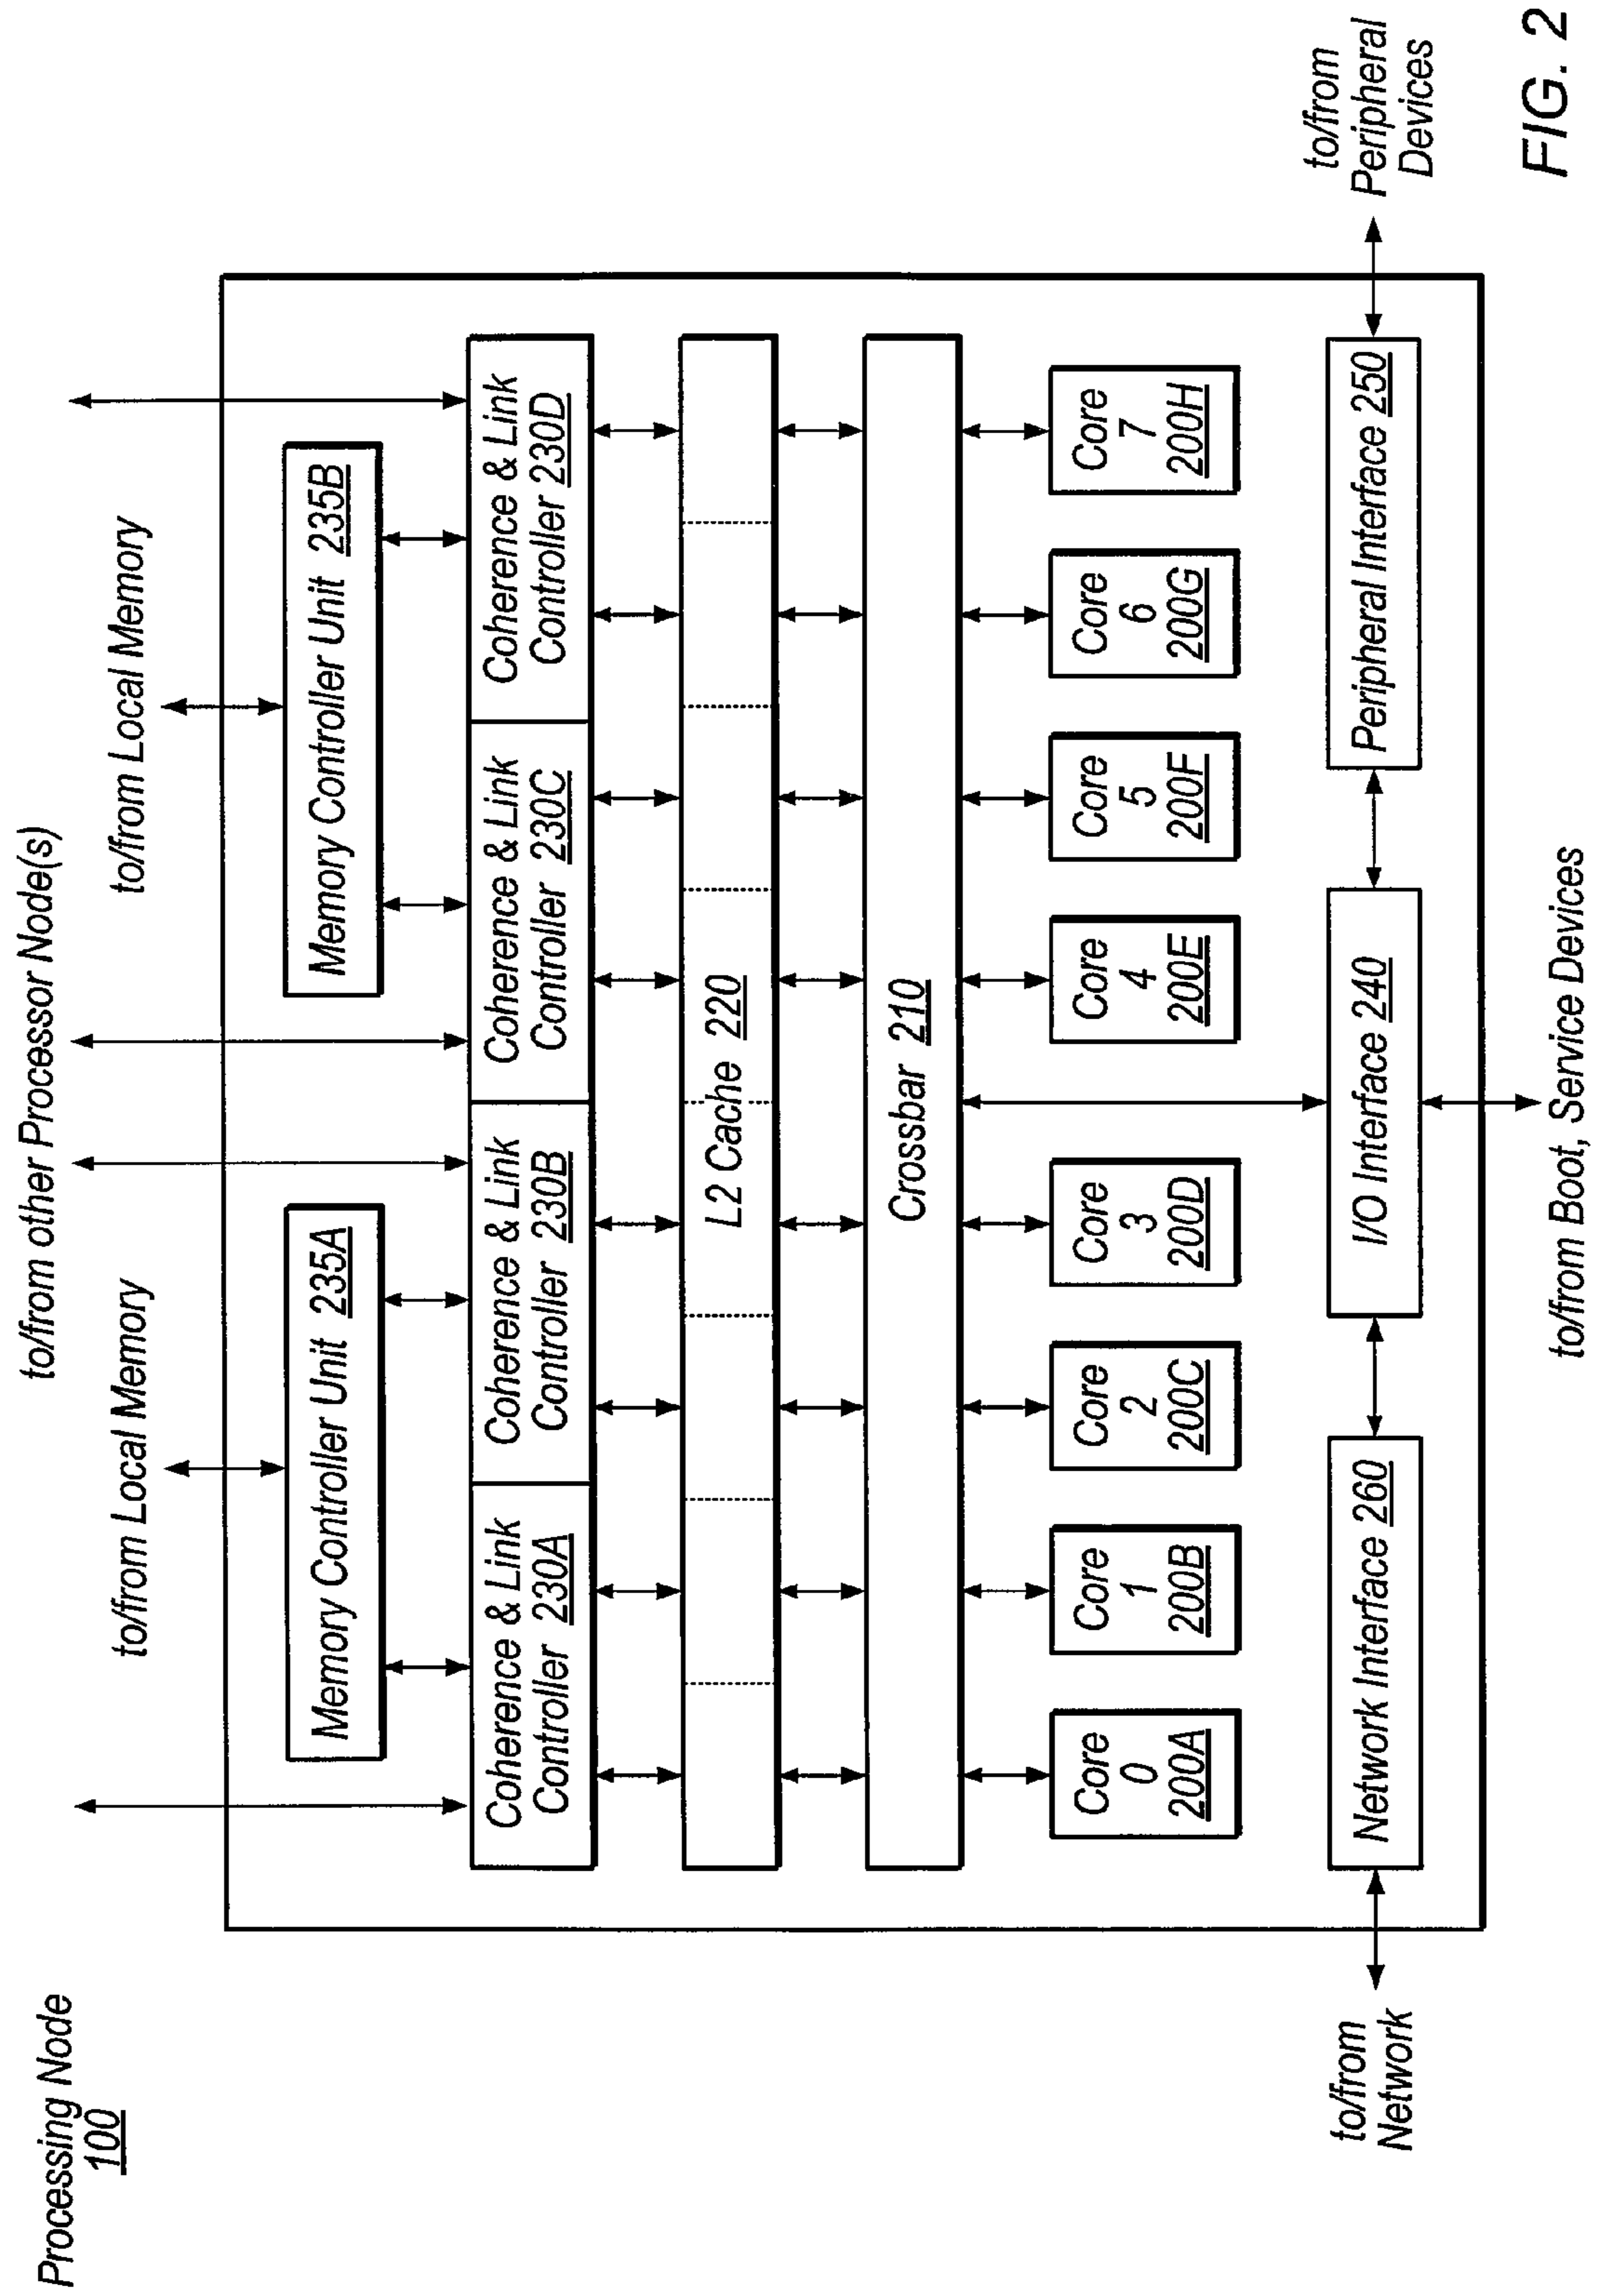 Processing Node
100
to/from other Processor Node(s)
to/from Local Memory
to/from Local Memory
Memory Controller Unit 235A
Memory Controller Unit 235B
Coherence & Link
Controller 230A
Coherence & Link
Controller 230B
Coherence & Link
Controller 230C
Coherence & Link
Controller 230D
L2 Cache 220
Crossbar 210
Core
0
200A
Core
1
200B
Core
2
200C
Core
3
200D
Core
4
200E
Core
5
200F
Core
6
200G
Core
7
200H
to/from
Network
Network Interface 260
I/O Interface 240
Peripheral Interface 250
to/from
Peripheral
Devices
to/from Boot, Service Devices
FIG. 2